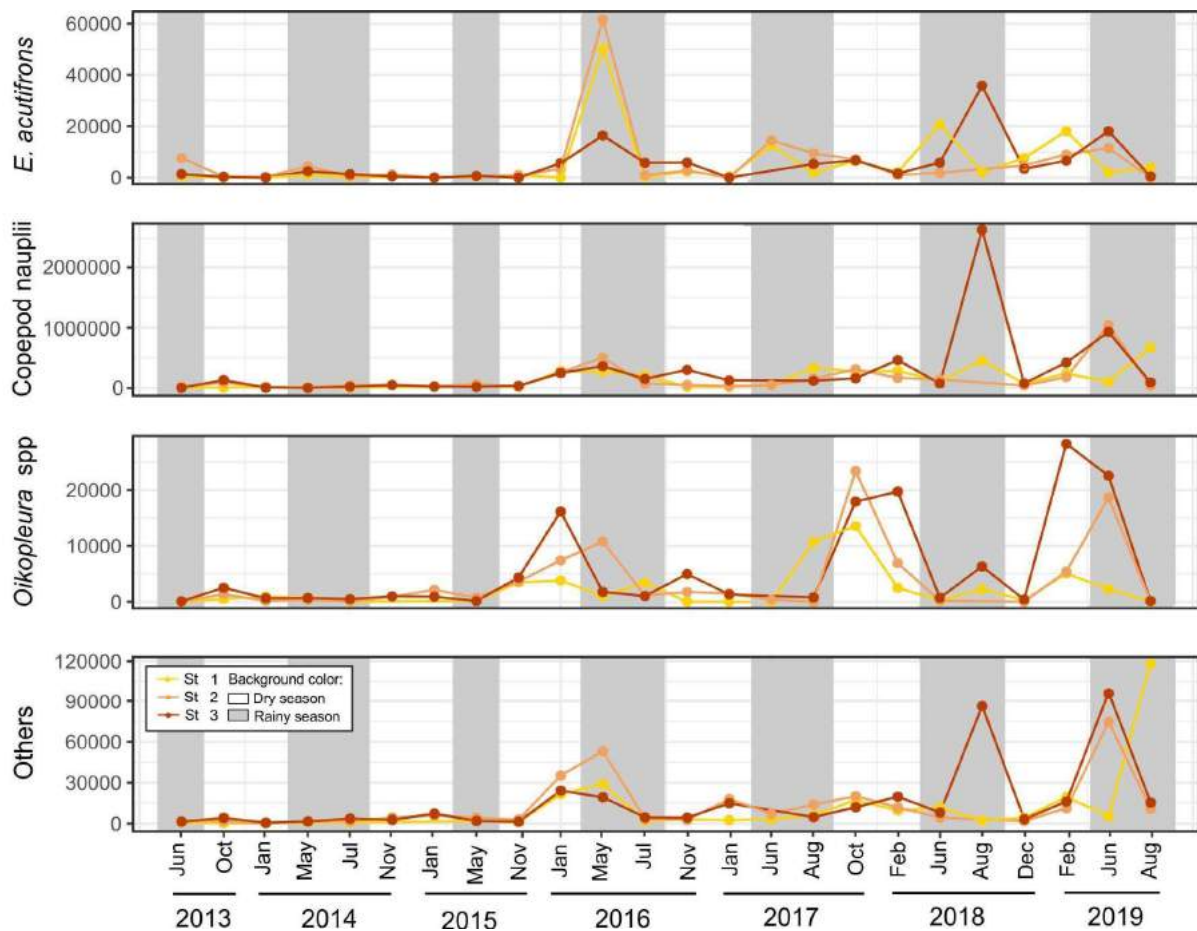 E. acutifrons
60000
40000
20000
0
Copepod nauplii
2000000
1000000
0
Oikopleura spp
20000
10000
0
Others
120000
90000
60000
30000
0
St 1 Background color:
St 2 Dry season
St 3 Rainy season
Jun Oct Jan May Jul Nov Jan May Nov Jan May Jul Nov Jan Jun Aug Oct Feb Jun Aug Dec Feb Jun Aug
2013 2014 2015 2016 2017 2018 2019